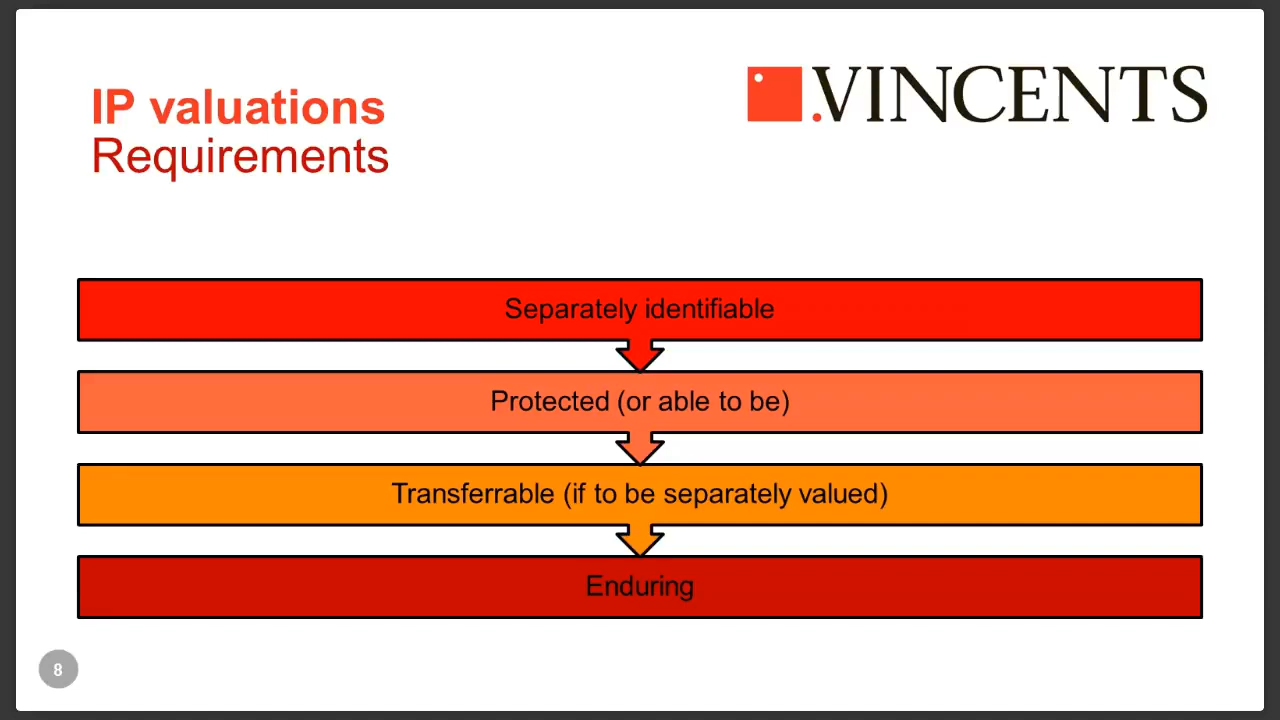 IP valuations
Requirements
.VINCENTS
Separately identifiable
Protected (or able to be)
Transferrable (if to be separately valued)
Enduring
8